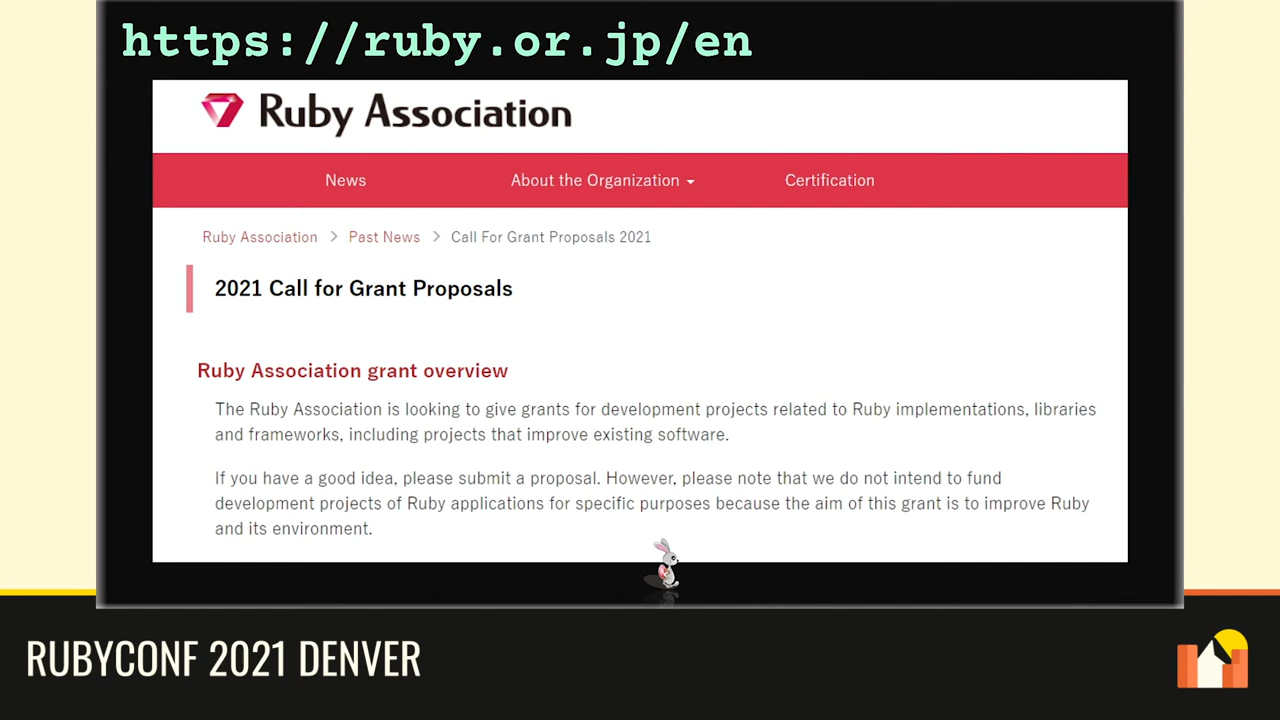 https://ruby.or.jp/en
Ruby Association
News
About the Organization
Certification
Ruby Association > Past News > Call For Grant Proposals 2021
2021 Call for Grant Proposals
Ruby Association grant overview
The Ruby Association is looking to give grants for development projects related to Ruby implementations, libraries
and frameworks, including projects that improve existing software.
If you have a good idea, please submit a proposal. However, please note that we do not intend to fund
development projects of Ruby applications for specific purposes because the aim of this grant is to improve Ruby
and its environment.
RUBYCONF 2021 DENVER